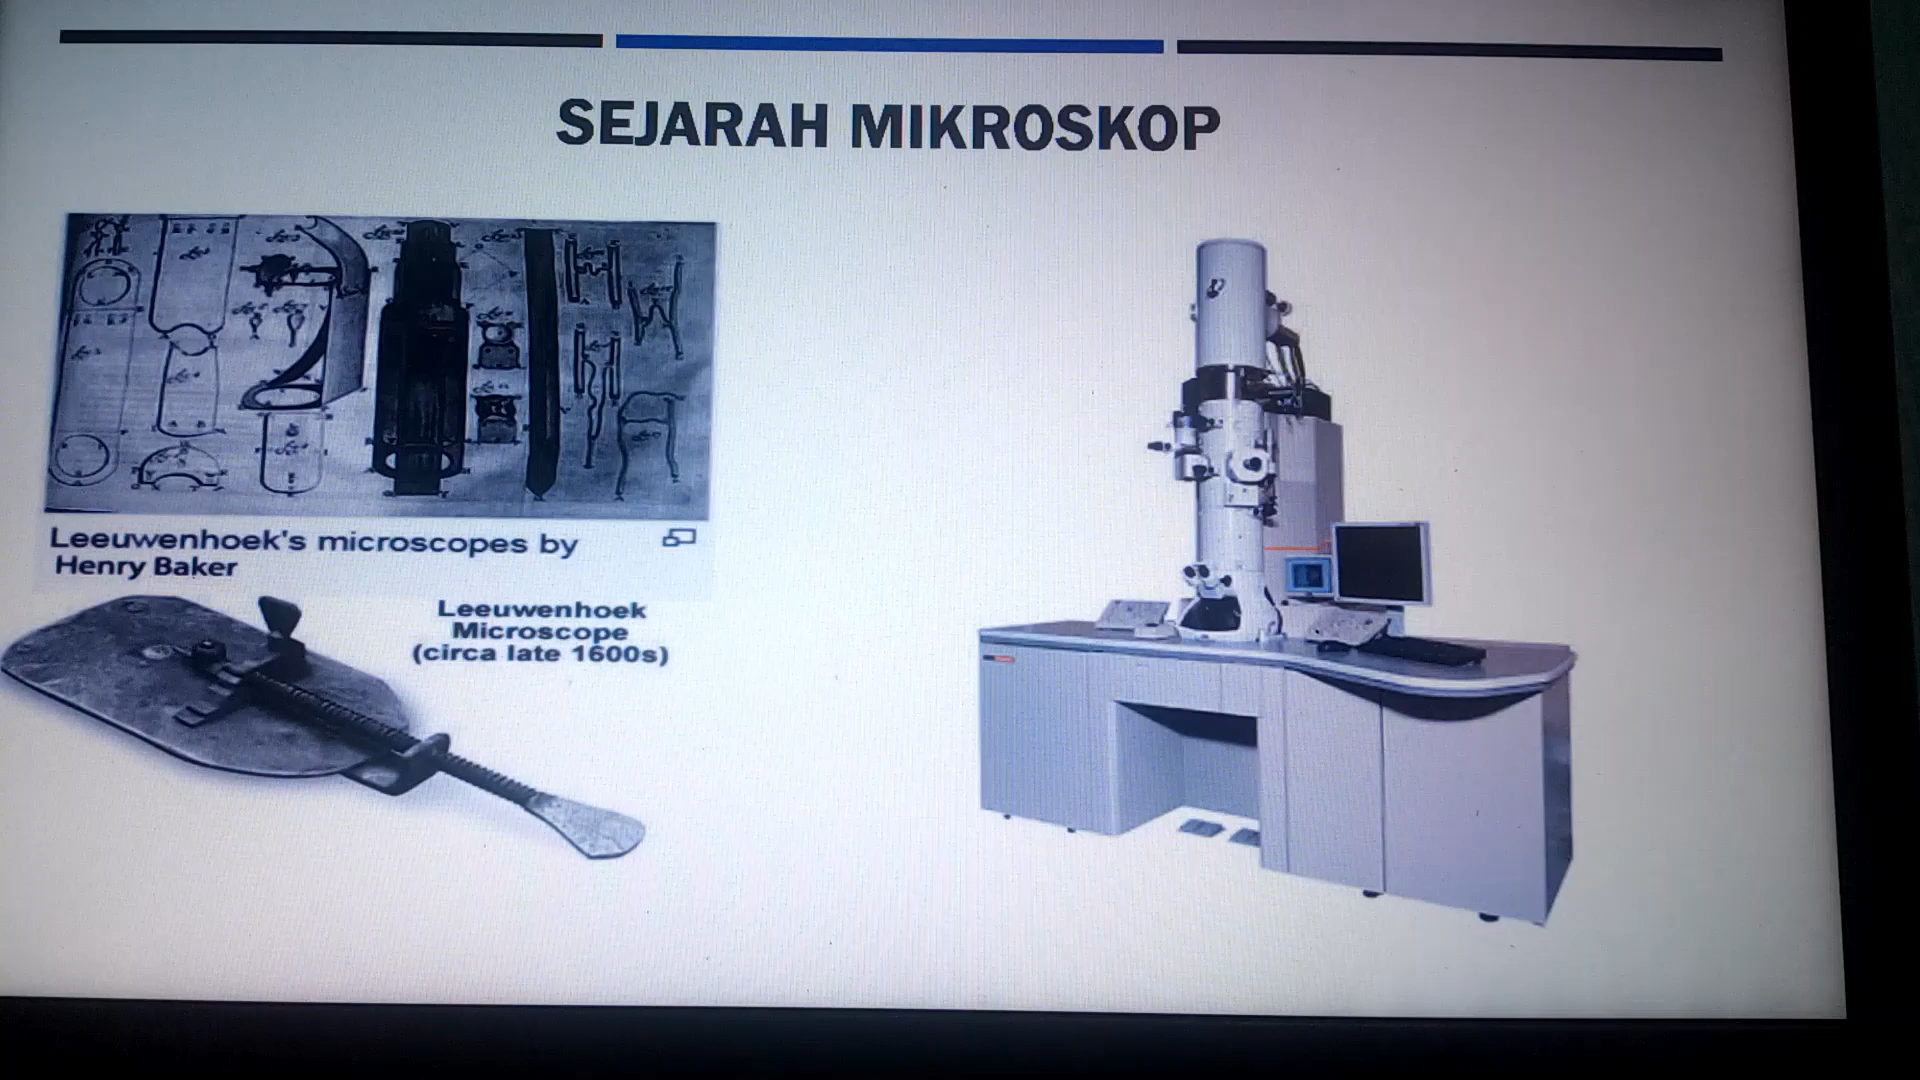 SEJARAH MIKROSKOP
Leeuwenhoek's microscopes by
Henry Baker
Leeuwenhoek
Microscope
(circa late 1600s)